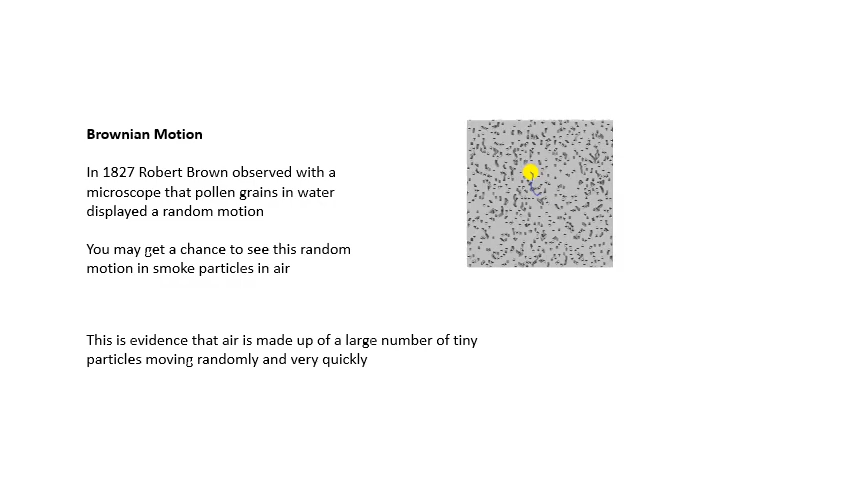 Brownian Motion
In 1827 Robert Brown observed with a
microscope that pollen grains in water
displayed a random motion
You may get a chance to see this random
motion in smoke particles in air
This is evidence that air is made up of a large number of tiny
particles moving randomly and very quickly